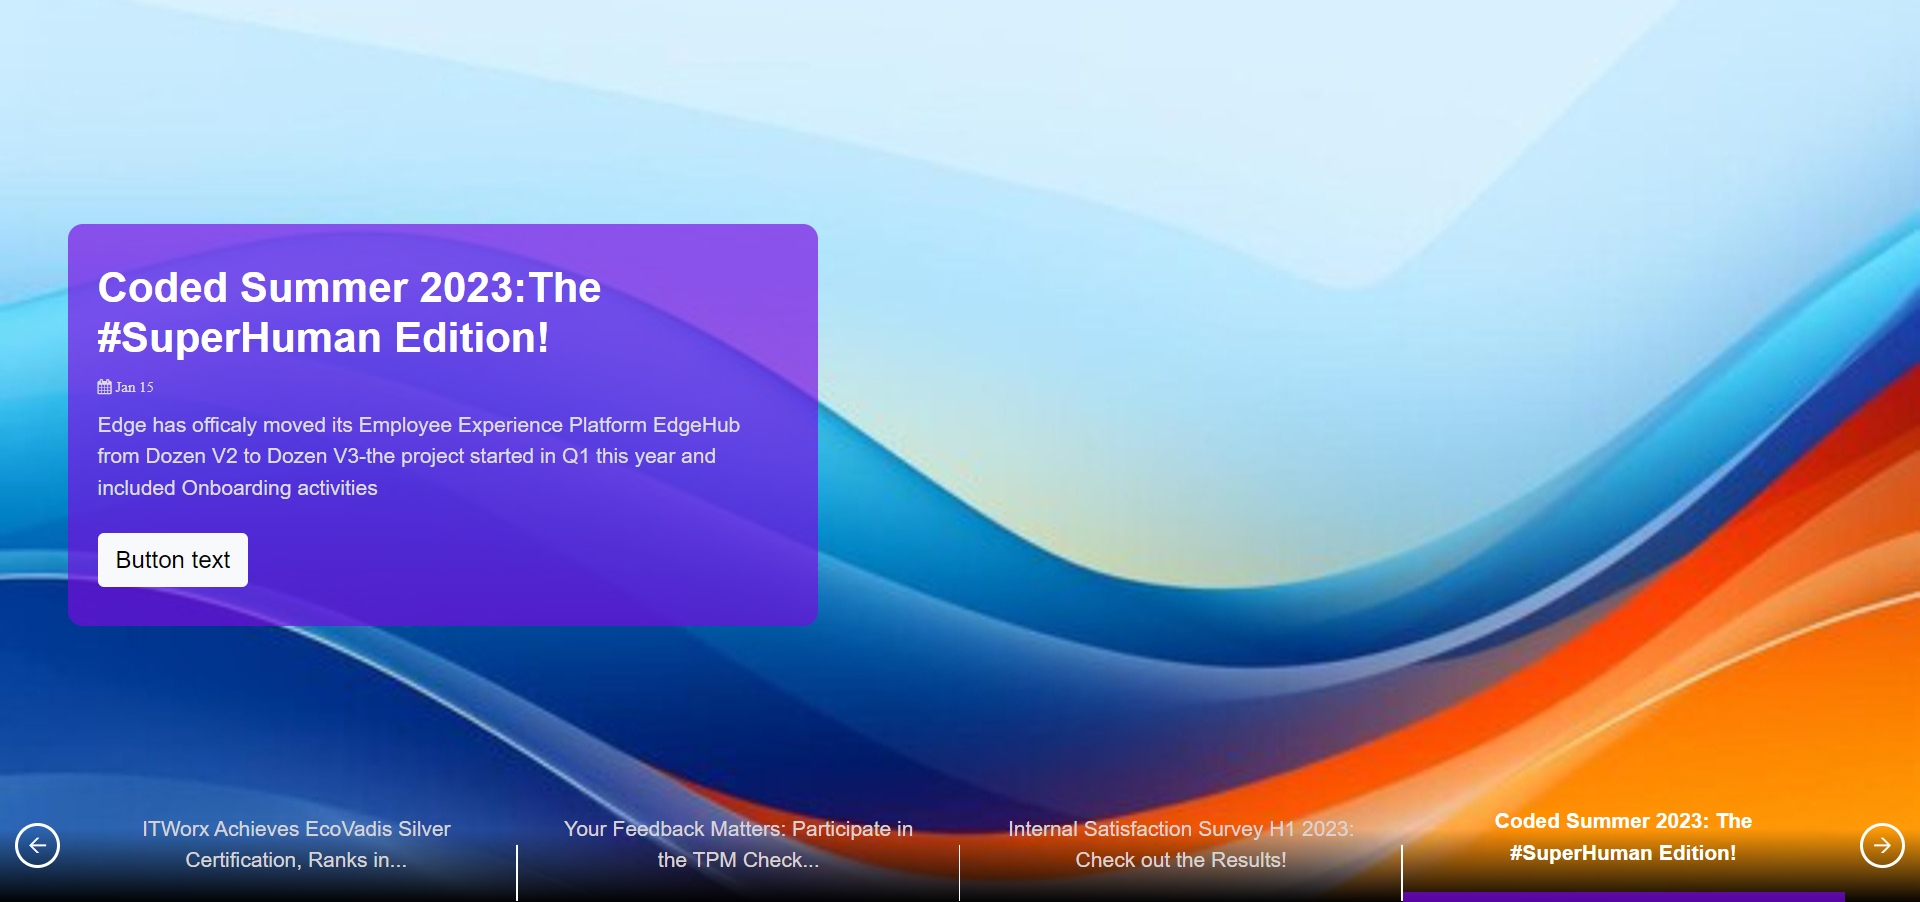 Coded Summer 2023:The
#SuperHuman Edition!
Jan 15
Edge has officaly moved its Employee Experience Platform EdgeHub
from Dozen V2 to Dozen V3-the project started in Q1 this year and
included Onboarding activities
Button text
ITWorx Achieves EcoVadis Silver
Certification, Ranks in...
Your Feedback Matters: Participate in
the TPM Check...
Internal Satisfaction Survey H1 2023:
Check out the Results!
Coded Summer 2023: The
#SuperHuman Edition!